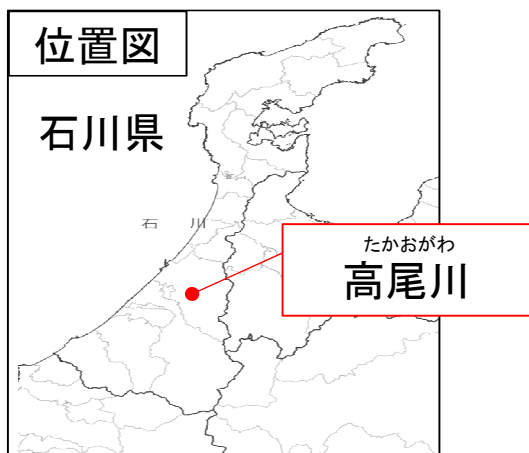 位置図
石川県
石川
たかおがわ
高尾川